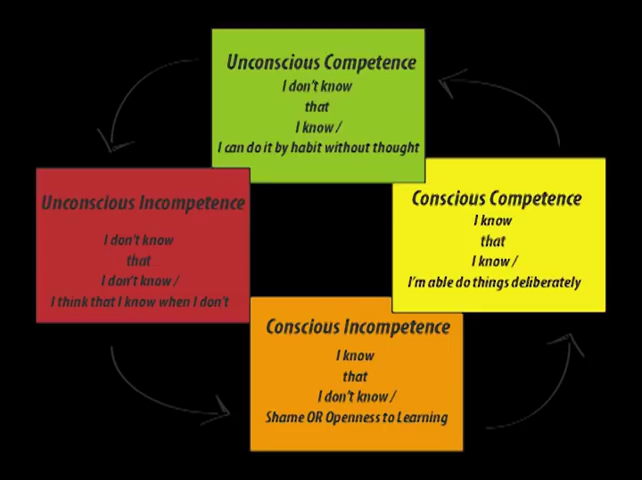 Unconscious Competence
I don't know
that
I know /
I can do it by habit without thought
Unconscious Incompetence
I don't know
that
I don't know /
I think that I know when I don't
Conscious Competence
I know
that
I know /
I'm able do things deliberately
Conscious Incompetence
I know
that
I don't know /
Shame OR Openness to Learning